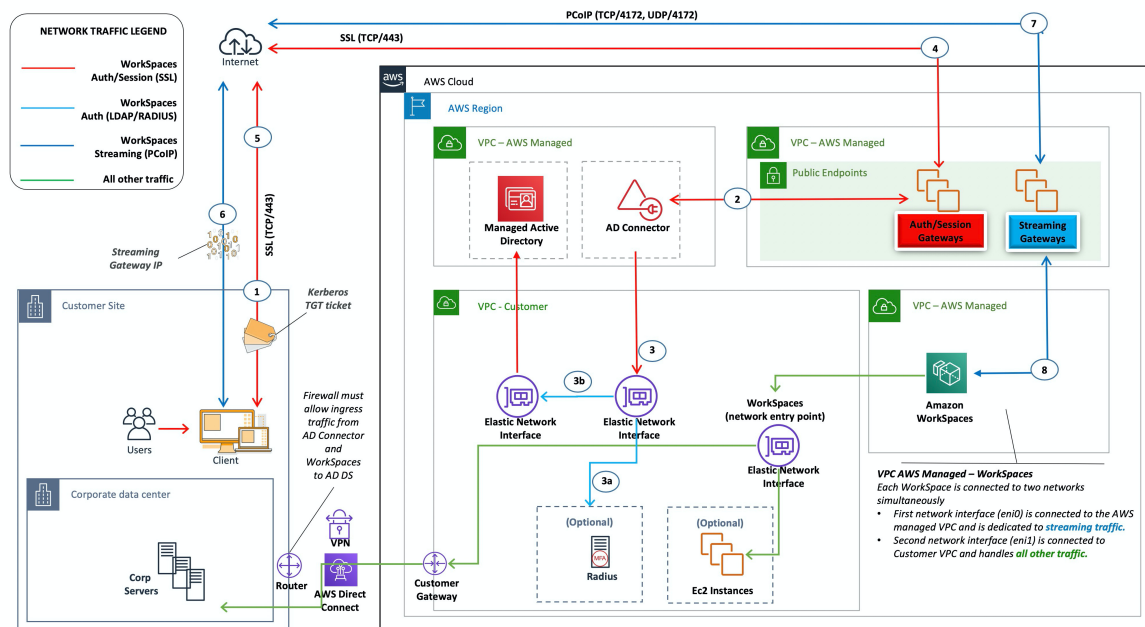 NETWORK TRAFFIC LEGEND
WorkSpaces
Auth/Session (SSL)
WorkSpaces
Auth (LDAP/RADIUS)
WorkSpaces
Streaming (PCoIP)
All other traffic
Internet
PCoIP (TCP/4172, UDP/4172)
7
SSL (TCP/443)
4
aws
AWS Cloud
AWS Region
VPC – AWS Managed
Managed Active
Directory
AD Connector
2
VPC – AWS Managed
Public Endpoints
Auth/Session
Gateways
Streaming
Gateways
5
6
SSL (TCP/443)
Streaming
Gateway IP
1
Kerberos
TGT ticket
Customer Site
Users
Client
Firewall must
allow ingress
traffic from
AD Connector
and
WorkSpaces
to AD DS
Corporate data center
Corp
Servers
Router
VPN
AWS Direct
Connect
VPC - Customer
3
3b
Elastic Network
Interface
Elastic Network
Interface
3a
WorkSpaces
(network entry point)
Elastic Network
Interface
(Optional)
MFA
Radius
(Optional)
Ec2 Instances
Customer
Gateway
VPC – AWS Managed
8
Amazon
WorkSpaces
VPC AWS Managed – WorkSpaces
Each WorkSpace is connected to two networks
simultaneously
• First network interface (eni0) is connected to the AWS
managed VPC and is dedicated to streaming traffic.
• Second network interface (eni1) is connected to
Customer VPC and handles all other traffic.